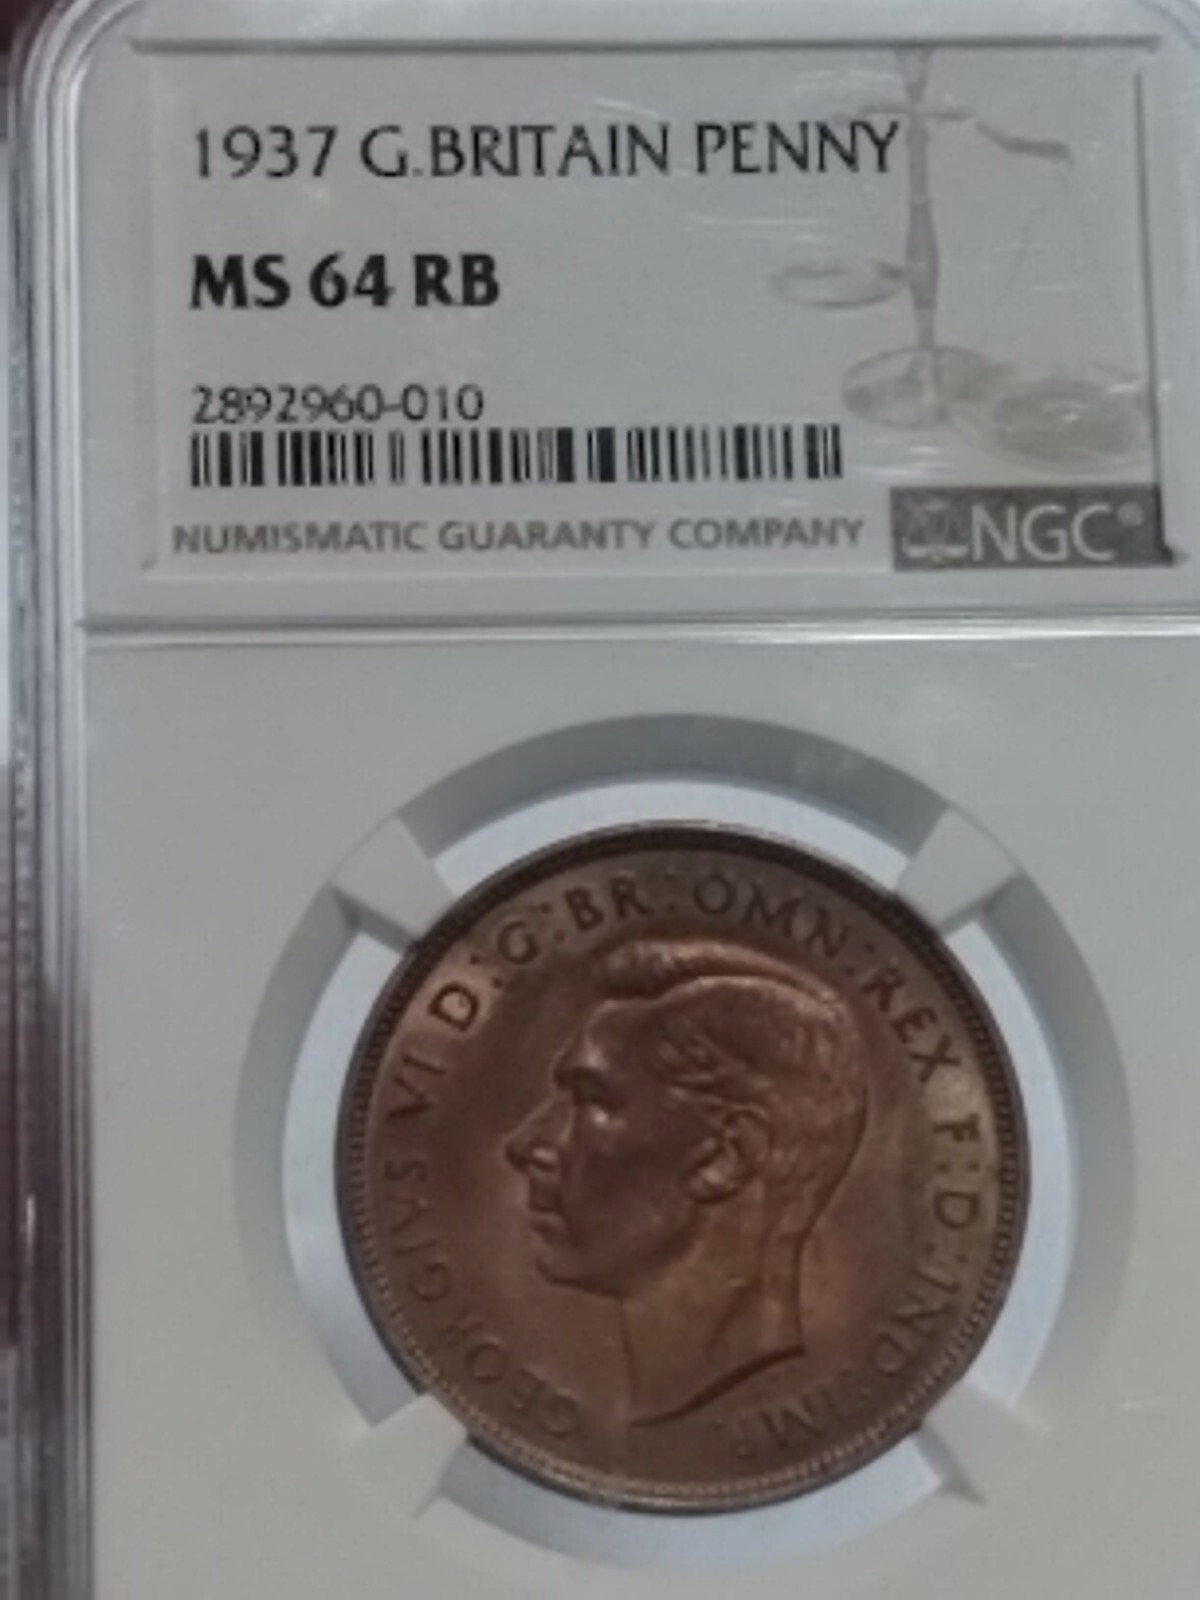 1937 G.BRITAIN PENNY
MS 64 RB
2892960-010
NUMISMATIC GUARANTY COMPANY NGC®
GEORGIVS VI D:G:BR:OMN:REX F:D:IND:IMP.